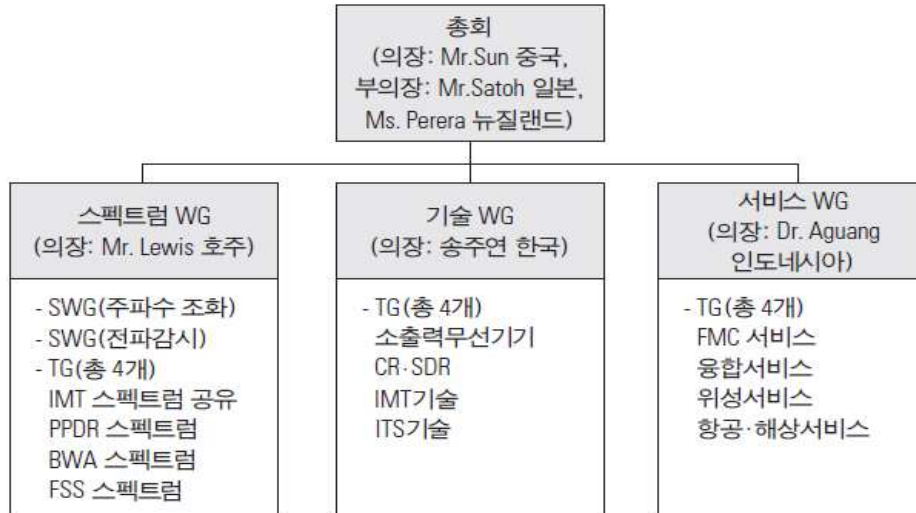 총회
(의장: Mr.Sun 중국,
부의장: Mr.Satoh 일본,
Ms. Perera 뉴질랜드)
스펙트럼 WG
(의장: Mr. Lewis 호주)
- SWG(주파수 조화)
- SWG(전파감시)
- TG(총 4개)
IMT 스펙트럼 공유
PPDR 스펙트럼
BWA 스펙트럼
FSS 스펙트럼
기술 WG
(의장: 송주연 한국)
- TG(총 4개)
소출력무선기기
CR·SDR
IMT기술
ITS기술
서비스 WG
(의장: Dr. Aguang
인도네시아)
- TG(총 4개)
FMC 서비스
융합서비스
위성서비스
항공·해상서비스